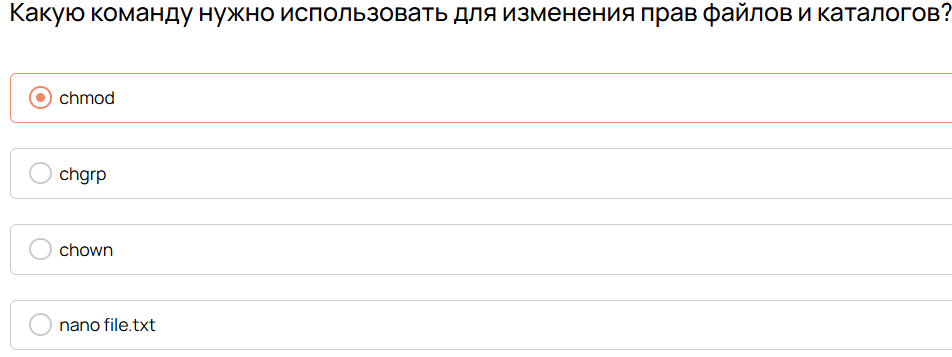 Какую команду нужно использовать для изменения прав файлов и каталогов?
chmod
chgrp
chown
nano file.txt